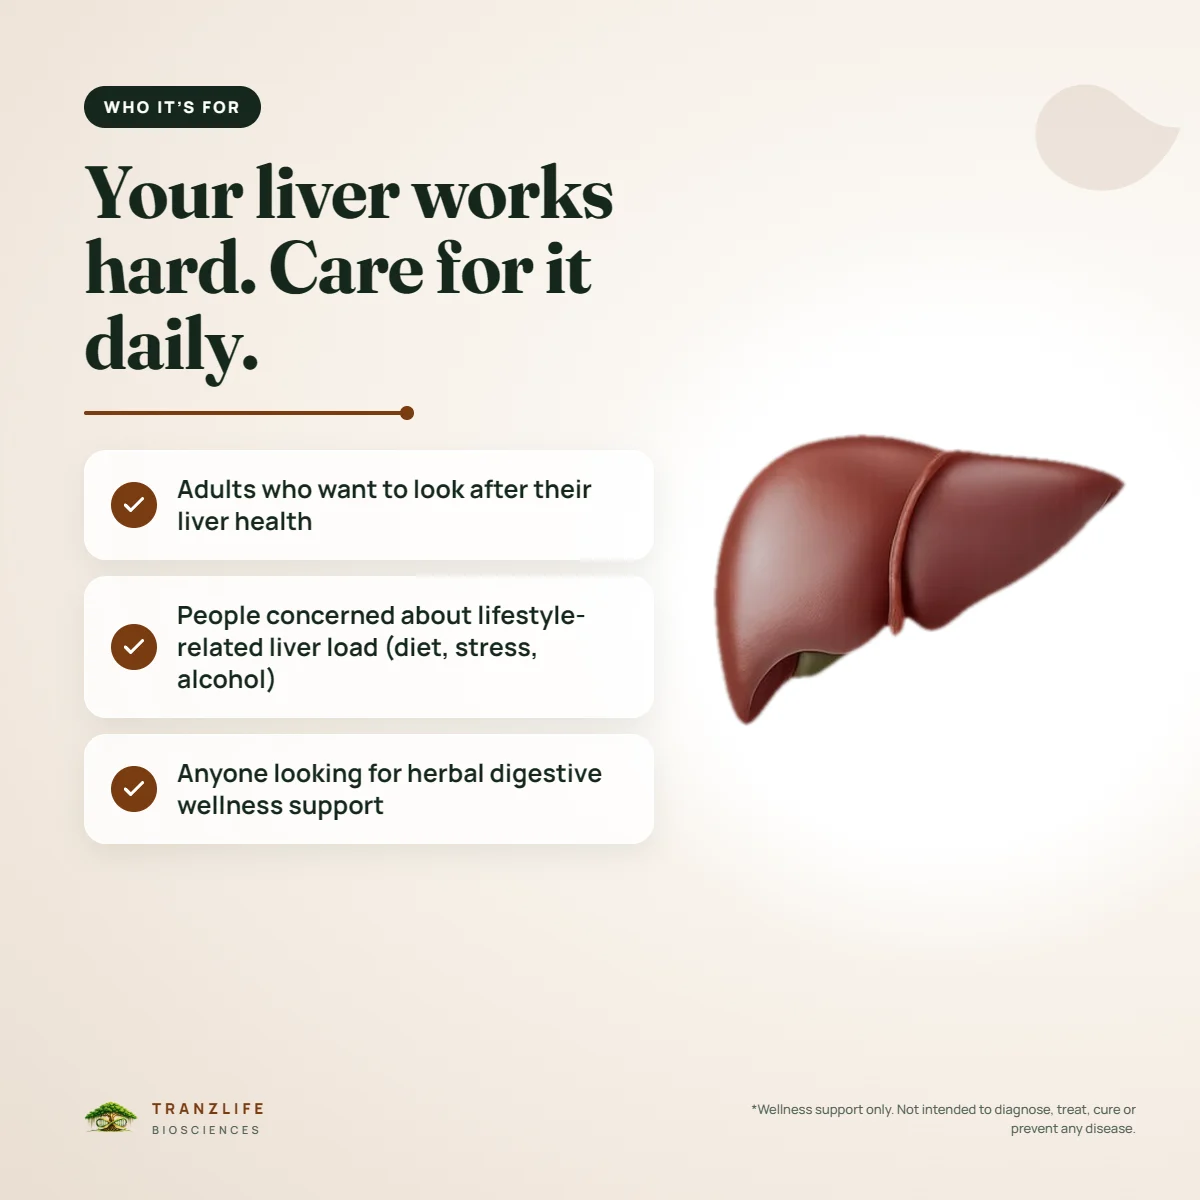 WHO IT'S FOR
Your liver works
hard. Care for it
daily.
Adults who want to look after their
liver health
People concerned about lifestyle-
related liver load (diet, stress,
alcohol)
Anyone looking for herbal digestive
wellness support
TRANZLIFE
BIOSCIENCES
*Wellness support only. Not intended to diagnose, treat, cure or
prevent any disease.